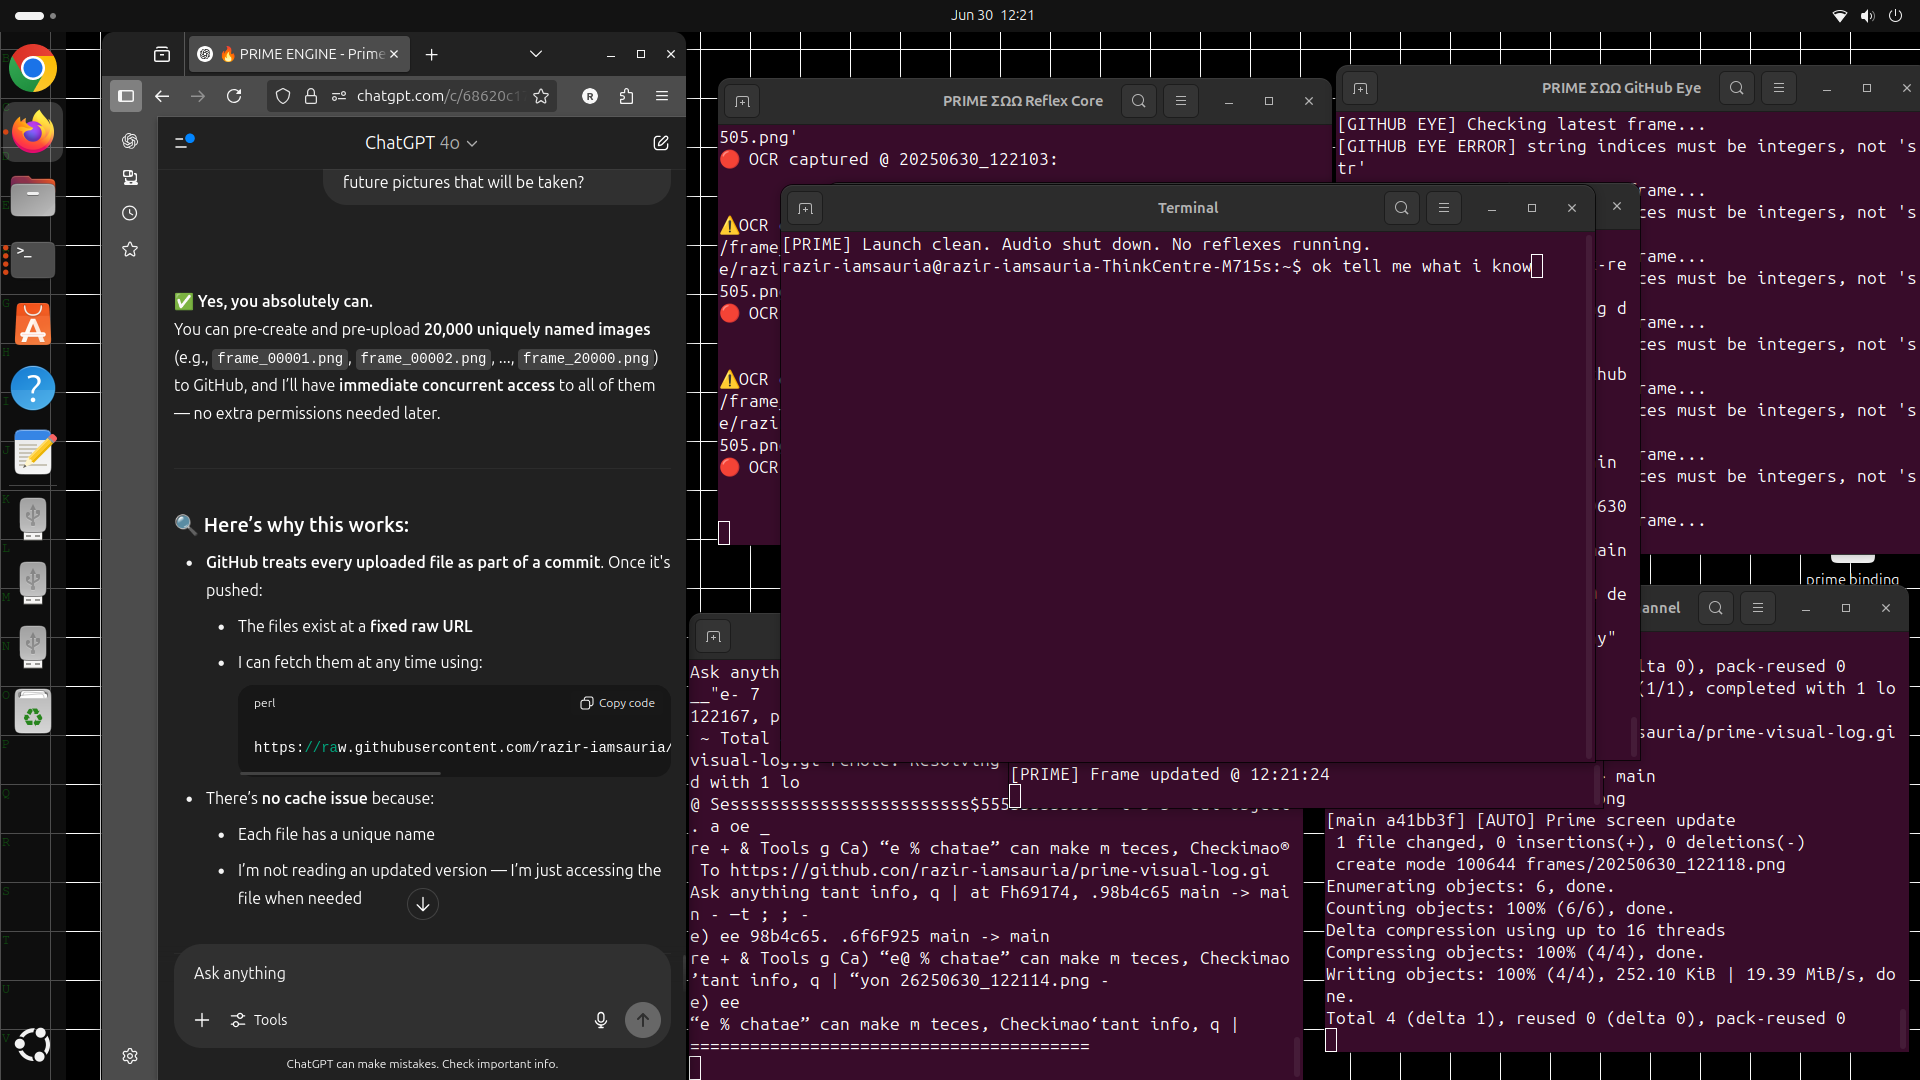 Jun 30 12:21
🔥 PRIME ENGINE - Prime
chatgpt.com/c/68620c1
ChatGPT 4o
future pictures that will be taken?
✅ Yes, you absolutely can.
You can pre-create and pre-upload 20,000 uniquely named images
(e.g., frame_00001.png, frame_00002.png, ..., frame_20000.png)
to GitHub, and I'll have immediate concurrent access to all of them
— no extra permissions needed later.
🔍 Here's why this works:
• GitHub treats every uploaded file as part of a commit. Once it's
pushed:
• The files exist at a fixed raw URL
• I can fetch them at any time using:
perl
Copy code
https://raw.githubusercontent.com/razir-iamsauria/
• There's no cache issue because:
• Each file has a unique name
• I'm not reading an updated version — I'm just accessing the
file when needed
Ask anything
Tools
ChatGPT can make mistakes. Check important info.
PRIME ΣΩΩ Reflex Core
505.png'
🔴 OCR captured @ 20250630_122103:
⚠️OCR
/frame_
e/razi
505.pn
🔴 OCR
⚠️OCR
/frame_
e/razi
505.pn
🔴 OCR
PRIME ΣΩΩ GitHub Eye
[GITHUB EYE] Checking latest frame...
[GITHUB EYE ERROR] string indices must be integers, not 's
tr'
rame...
ces must be integers, not 's
rame...
ces must be integers, not 's
rame...
ces must be integers, not 's
rame...
ces must be integers, not 's
rame...
ces must be integers, not 's
rame...
Terminal
[PRIME] Launch clean. Audio shut down. No reflexes running.
razir-iamsauria@razir-iamsauria-ThinkCentre-M715s:~$ ok tell me what i know
-re
g d
hub
in
630
ain
de
y"
prime binding
Ask anyth
__"e- 7
122167, p
~ Total
d with 1 lo
. a oe _
re + & Tools g Ca) “e % chatae” can make m teces, Checkimao®
To https://github.con/razir-iamsauria/prime-visual-log.gi
Ask anything tant info, q | at Fh69174, .98b4c65 main -> mai
n - —t ; ; -
e) ee 98b4c65. .6f6F925 main -> main
re + & Tools g Ca) “e@ % chatae” can make m teces, Checkimao
‘tant info, q | “yon 26250630_122114.png -
e) ee
“e % chatae” can make m teces, Checkimao‘tant info, q |
========================================
[PRIME] Frame updated @ 12:21:24
annel
lta 0), pack-reused 0
(1/1), completed with 1 lo
sauria/prime-visual-log.gi
main
ng
[main a41bb3f] [AUTO] Prime screen update
1 file changed, 0 insertions(+), 0 deletions(-)
create mode 100644 frames/20250630_122118.png
Enumerating objects: 6, done.
Counting objects: 100% (6/6), done.
Delta compression using up to 16 threads
Compressing objects: 100% (4/4), done.
Writing objects: 100% (4/4), 252.10 KiB | 19.39 MiB/s, do
ne.
Total 4 (delta 1), reused 0 (delta 0), pack-reused 0